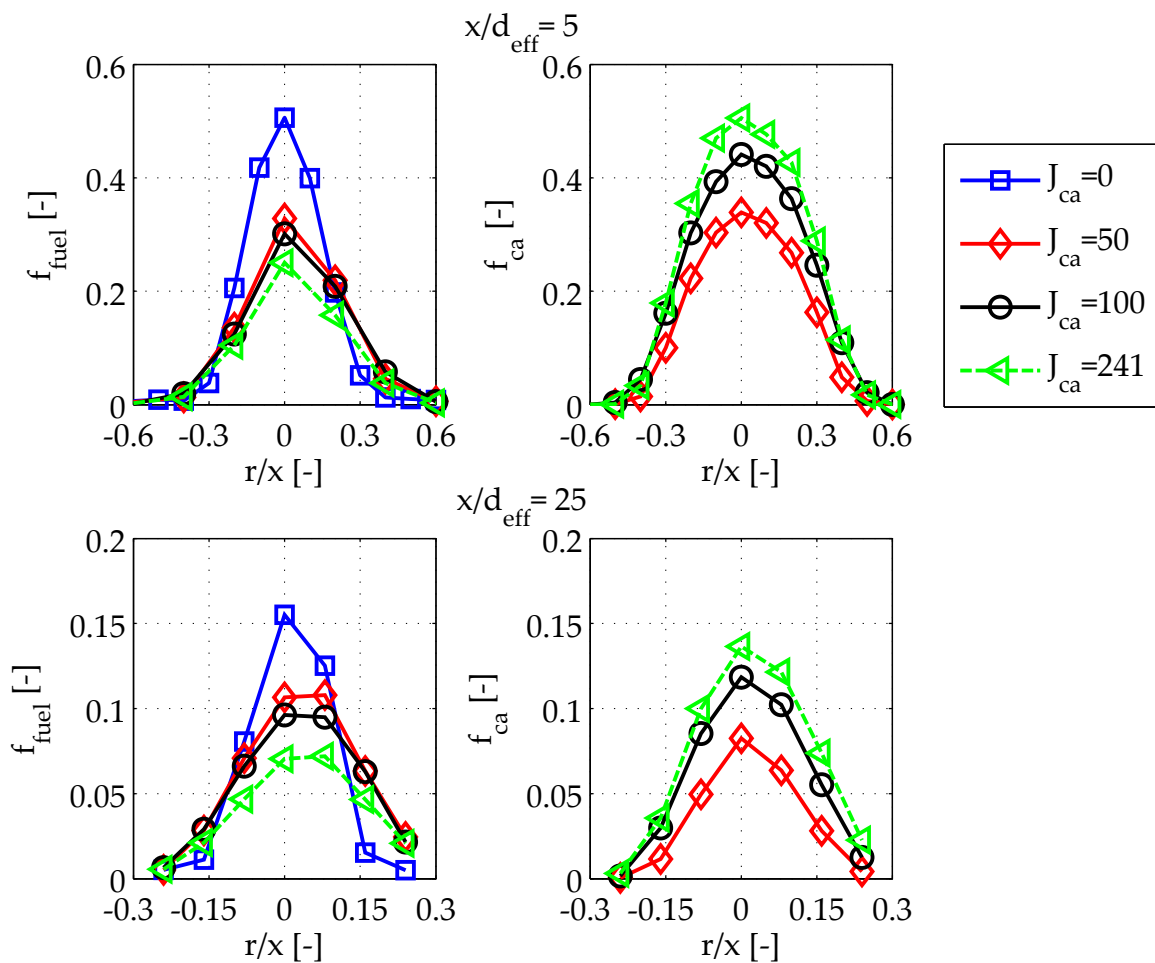 x/d_eff = 5
0.6
0.4
0.2
0
-0.6 -0.3 0 0.3 0.6
f_fuel [-]
r/x [-]
0.6
0.4
0.2
0
-0.6 -0.3 0 0.3 0.6
f_ca [-]
r/x [-]
J_ca=0
J_ca=50
J_ca=100
J_ca=241
x/d_eff = 25
0.2
0.15
0.1
0.05
0
-0.3 -0.15 0 0.15 0.3
f_fuel [-]
r/x [-]
0.2
0.15
0.1
0.05
0
-0.3 -0.15 0 0.15 0.3
f_ca [-]
r/x [-]